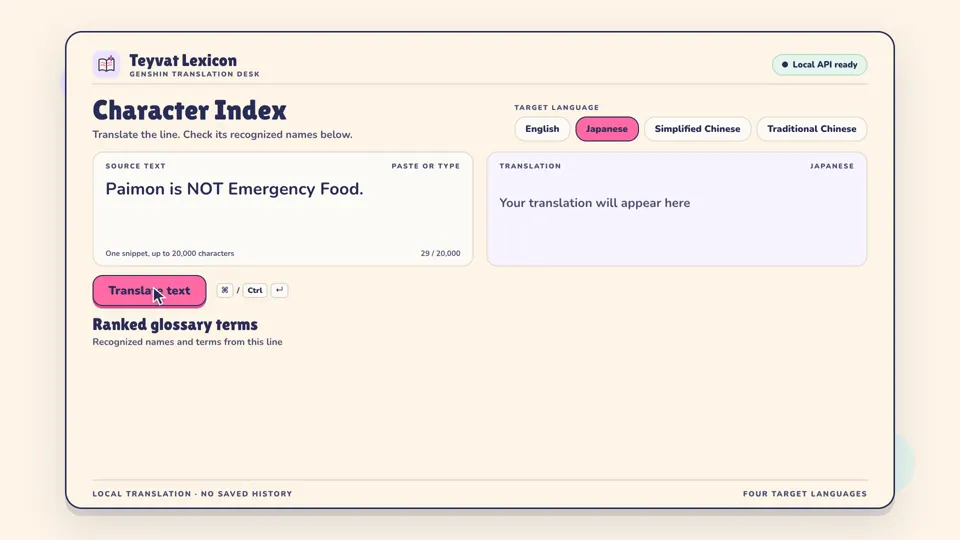 Teyvat Lexicon
GENSHIN TRANSLATION DESK
Local API ready
Character Index
Translate the line. Check its recognized names below.
TARGET LANGUAGE
English
Japanese
Simplified Chinese
Traditional Chinese
SOURCE TEXT
PASTE OR TYPE
Paimon is NOT Emergency Food.
One snippet, up to 20,000 characters
29 / 20,000
TRANSLATION
JAPANESE
Your translation will appear here
Translate text
⌘ / Ctrl ↵
Ranked glossary terms
Recognized names and terms from this line
LOCAL TRANSLATION · NO SAVED HISTORY
FOUR TARGET LANGUAGES